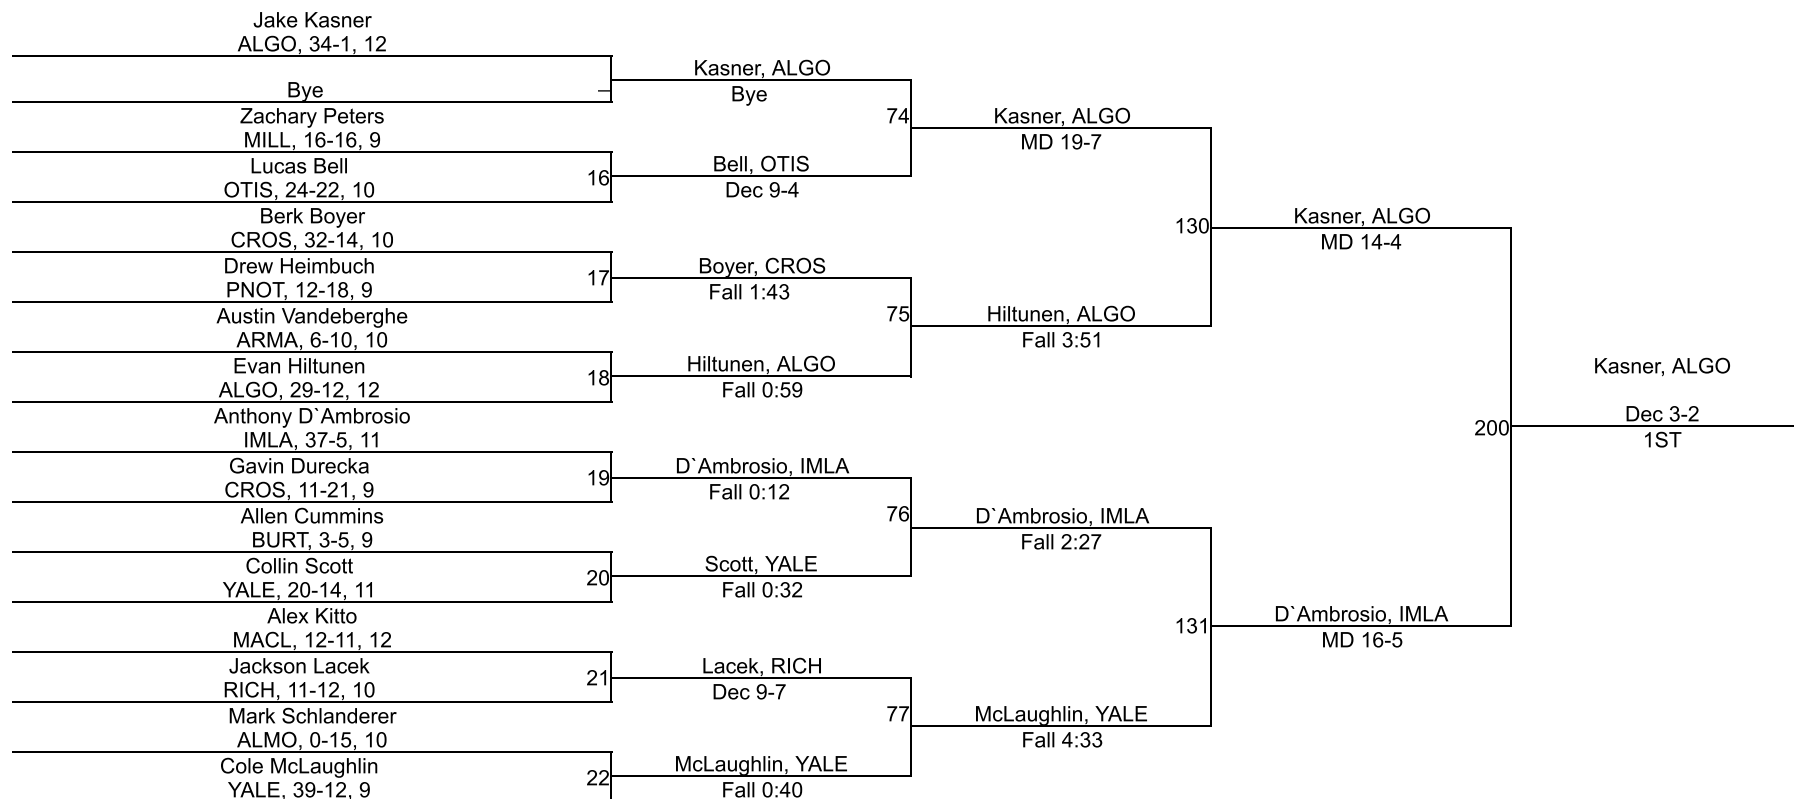 Jake Kasner
ALGO, 34-1, 12
Bye
Zachary Peters
MILL, 16-16, 9
Lucas Bell
OTIS, 24-22, 10
Berk Boyer
CROS, 32-14, 10
Drew Heimbuch
PNOT, 12-18, 9
Austin Vandeberghe
ARMA, 6-10, 10
Evan Hiltunen
ALGO, 29-12, 12
Anthony D`Ambrosio
IMLA, 37-5, 11
Gavin Durecka
CROS, 11-21, 9
Allen Cummins
BURT, 3-5, 9
Collin Scott
YALE, 20-14, 11
Alex Kitto
MACL, 12-11, 12
Jackson Lacek
RICH, 11-12, 10
Mark Schlanderer
ALMO, 0-15, 10
Cole McLaughlin
YALE, 39-12, 9
16
17
18
19
20
21
22
Kasner, ALGO
Bye
Bell, OTIS
Dec 9-4
Boyer, CROS
Fall 1:43
Hiltunen, ALGO
Fall 0:59
D`Ambrosio, IMLA
Fall 0:12
Scott, YALE
Fall 0:32
Lacek, RICH
Dec 9-7
McLaughlin, YALE
Fall 0:40
74
75
76
77
Kasner, ALGO
MD 19-7
Hiltunen, ALGO
Fall 3:51
D`Ambrosio, IMLA
Fall 2:27
McLaughlin, YALE
Fall 4:33
130
131
Kasner, ALGO
MD 14-4
D`Ambrosio, IMLA
MD 16-5
200
Kasner, ALGO
Dec 3-2
1ST